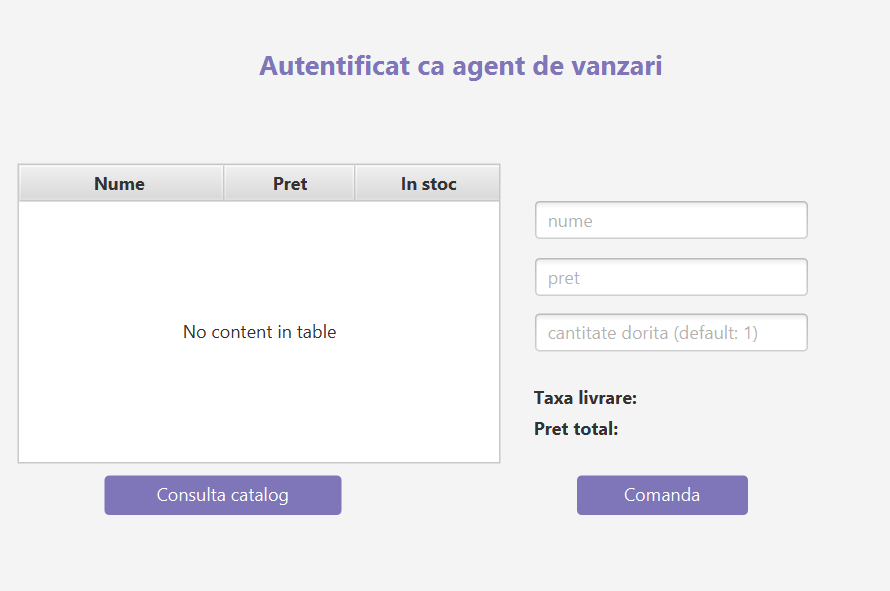 Autentificat ca agent de vanzari
Nume Pret In stoc
No content in table
nume
pret
cantitate dorita (default: 1)
Taxa livrare:
Pret total:
Consulta catalog
Comanda